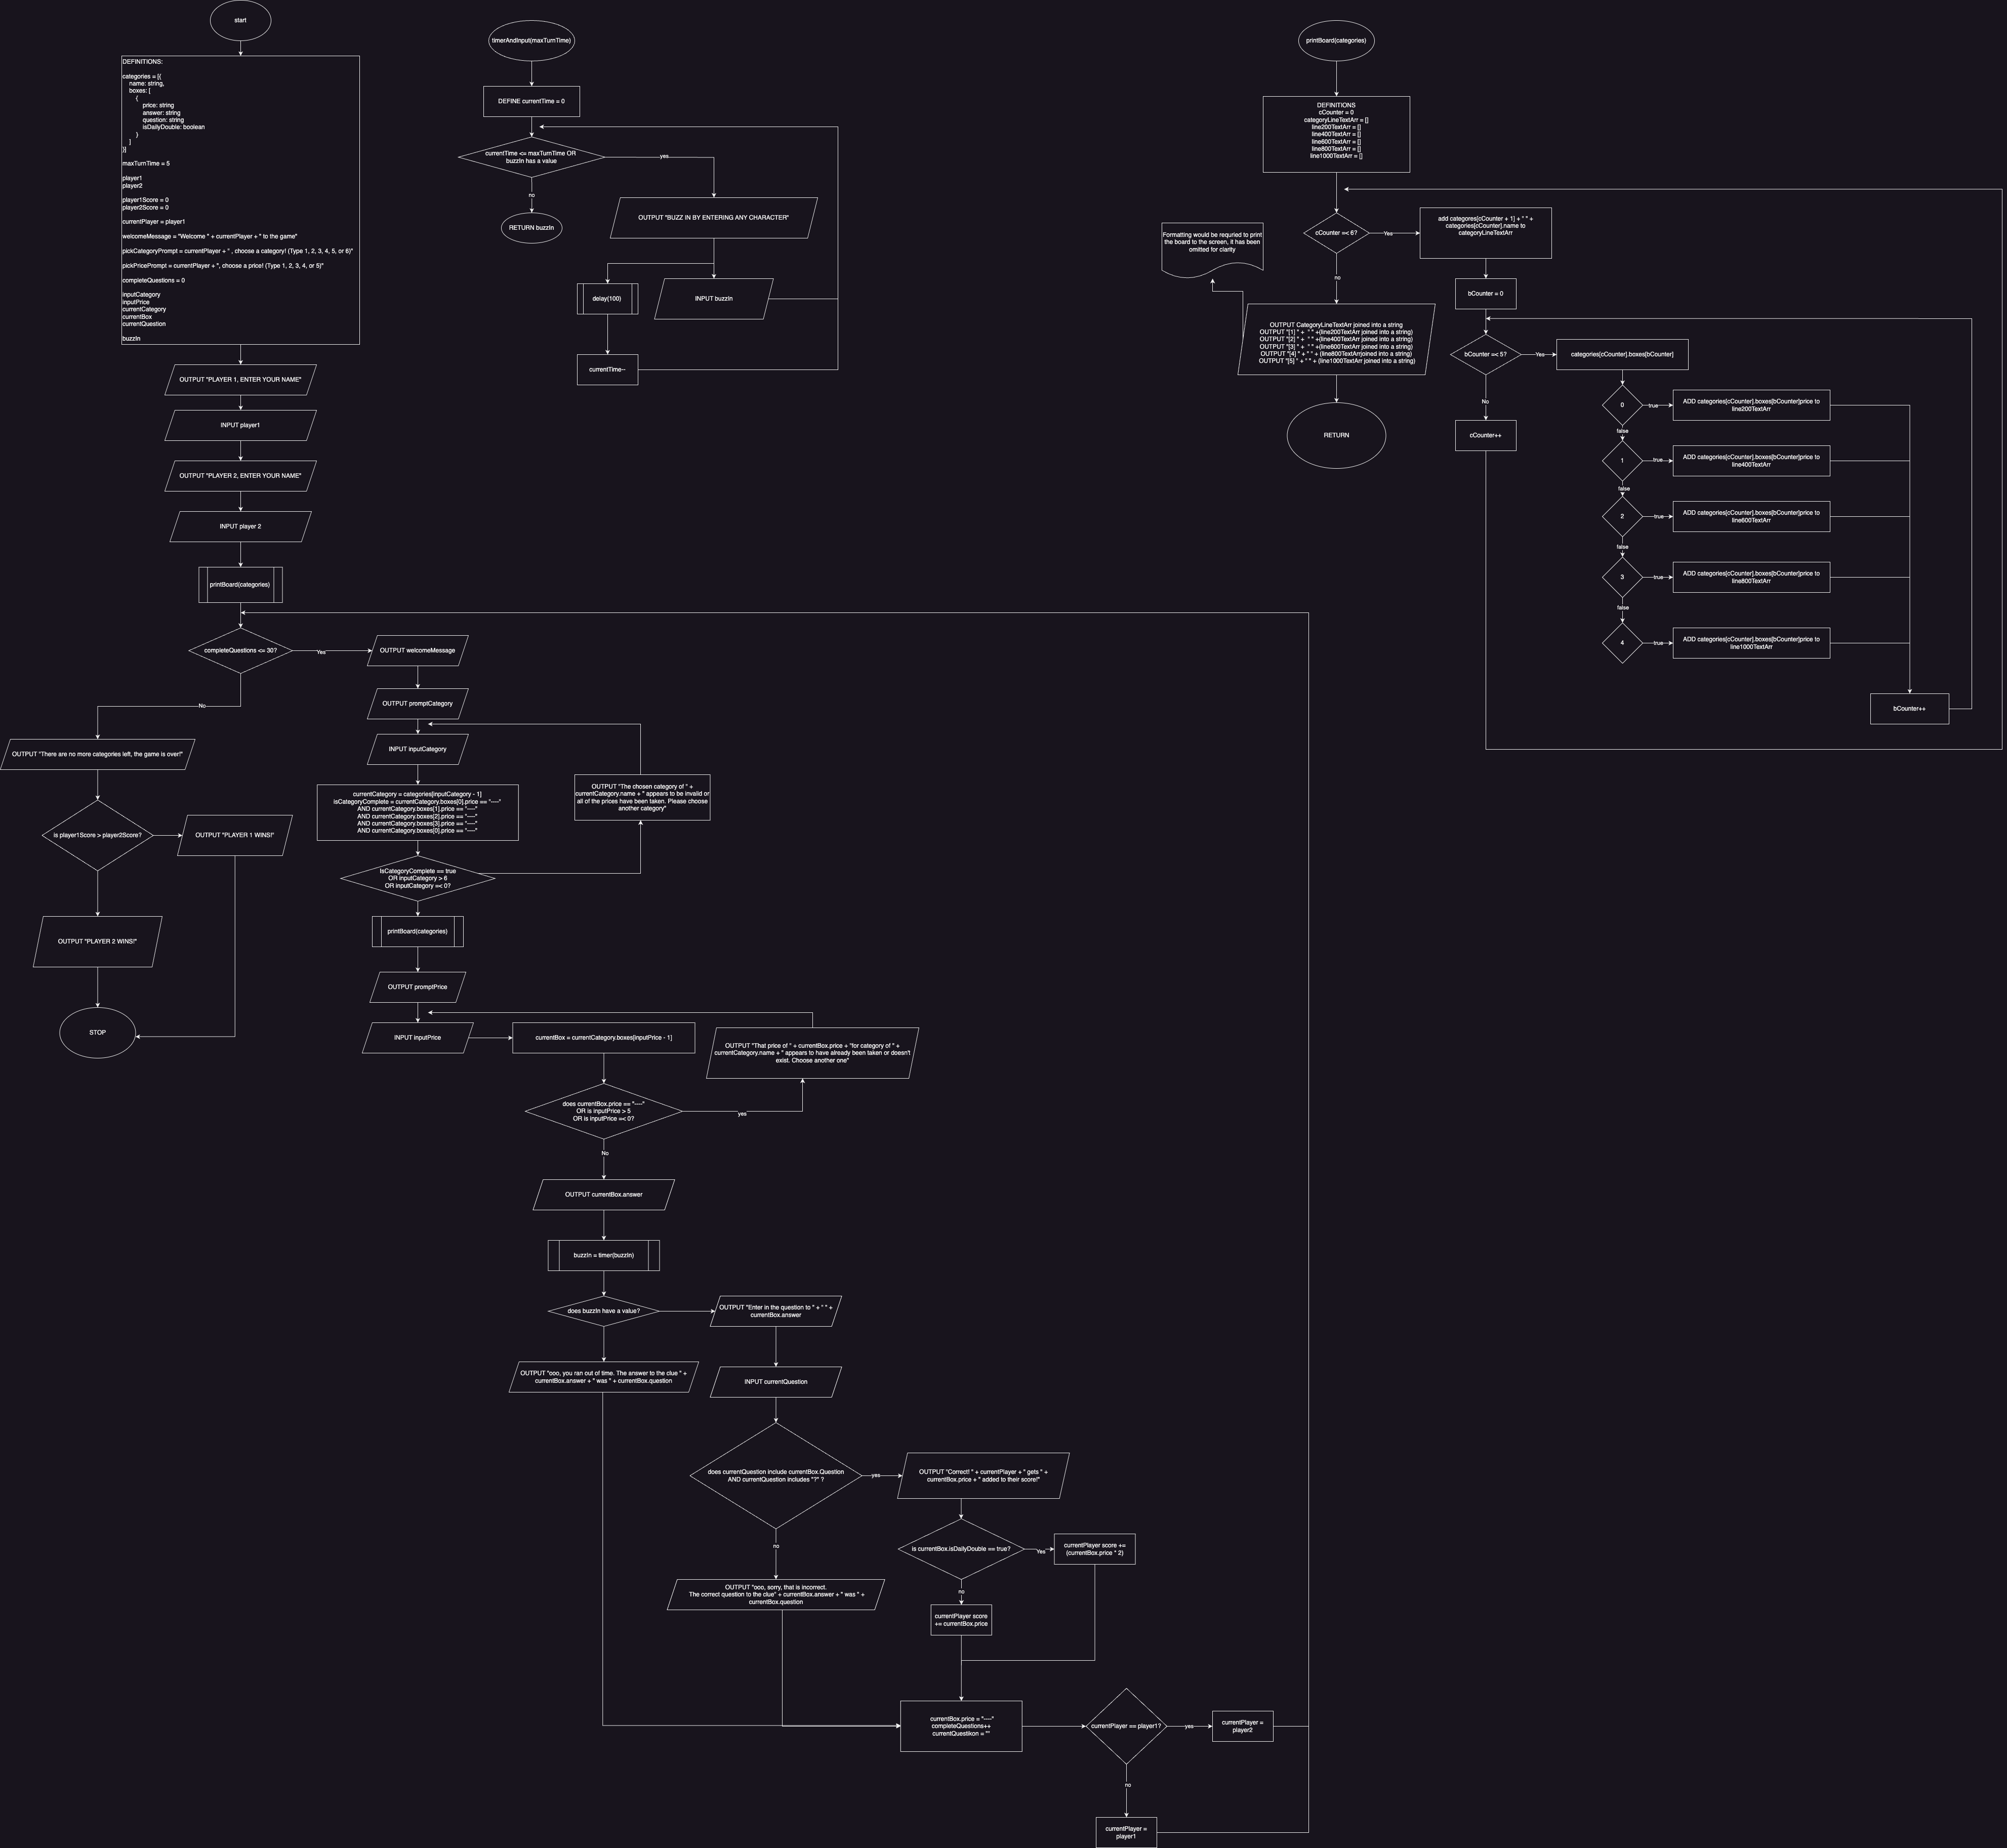 start
DEFINITIONS:
categories = [{
name: string,
boxes: [
{
price: string
answer: string
question: string
isDailyDouble: boolean
}
]
}]
maxTurnTime = 5
player1
player2
player1Score = 0
player2Score = 0
currentPlayer = player1
welcomeMessage = "Welcome " + currentPlayer + " to the game"
pickCategoryPrompt = currentPlayer + " , choose a category! (Type 1, 2, 3, 4, 5, or 6)"
pickPricePrompt = currentPlayer + ", choose a price! (Type 1, 2, 3, 4, or 5)"
completeQuestions = 0
inputCategory
inputPrice
currentCategory
currentBox
currentQuestion
buzzIn
OUTPUT "PLAYER 1, ENTER YOUR NAME"
INPUT player1
OUTPUT "PLAYER 2, ENTER YOUR NAME"
INPUT player 2
printBoard(categories)
completeQuestions <= 30?
Yes
No
OUTPUT "There are no more categories left, the game is over!"
is player1Score > player2Score?
OUTPUT "PLAYER 1 WINS!"
OUTPUT "PLAYER 2 WINS!"
STOP
OUTPUT welcomeMessage
OUTPUT promptCategory
INPUT inputCategory
currentCategory = categories[inputCategory - 1]
isCategoryComplete = currentCategory.boxes[0].price == "----"
AND currentCategory.boxes[1].price == "----"
AND currentCategory.boxes[2].price == "----"
AND currentCategory.boxes[3].price == "----"
AND currentCategory.boxes[0].price == "----"
OUTPUT "The chosen category of " +
currentCategory.name + " appears to be invalid or
all of the prices have been taken. Please choose
another category"
IsCategoryComplete == true
OR inputCategory > 6
OR inputCategory =< 0?
printBoard(categories)
OUTPUT promptPrice
INPUT inputPrice
currentBox = currentCategory.boxes[inputPrice - 1]
OUTPUT "That price of " + currentBox.price + "for category of " +
currentCategory.name + " appears to have already been taken or doesn't
exist. Choose another one"
does currentBox.price == "----"
OR is inputPrice > 5
OR is inputPrice =< 0?
yes
No
OUTPUT currentBox.answer
buzzIn = timer(buzzIn)
does buzzIn have a value?
OUTPUT "Enter in the question to " + " " +
currentBox.answer
OUTPUT "ooo, you ran out of time. The answer to the clue " +
currentBox.answer + " was " + currentBox.question
INPUT currentQuestion
does currentQuestion include currentBox.Question
AND currentQuestion includes "?" ?
yes
no
OUTPUT "Correct! " + currentPlayer + " gets " +
currentBox.price + " added to their score!"
is currentBox.isDailyDouble == true?
Yes
currentPlayer score +=
(currentBox.price * 2)
no
currentPlayer score
+= currentBox.price
OUTPUT "ooo, sorry, that is incorrect.
The correct question to the clue" + currentBox.answer + " was " +
currentBox.question
currentBox.price = "----"
completeQuestions++
currentQuestikon = ""
currentPlayer == player1?
yes
currentPlayer =
player2
no
currentPlayer =
player1
timerAndInput(maxTurnTime)
DEFINE currentTime = 0
currentTime <= maxTurnTime OR
buzzIn has a value
yes
no
RETURN buzzIn
OUTPUT "BUZZ IN BY ENTERING ANY CHARACTER"
delay(100)
INPUT buzzIn
currentTime--
printBoard(categories)
DEFINITIONS
cCounter = 0
categoryLineTextArr = []
line200TextArr = []
line400TextArr = []
line600TextArr = []
line800TextArr = []
line1000TextArr = []
Formatting would be requried to print
the board to the screen, it has been
omitted for clarity
cCounter =< 6?
Yes
no
add categores[cCounter + 1] + " " +
categories[cCounter].name to
categoryLineTextArr
bCounter = 0
OUTPUT CategoryLineTextArr joined into a string
OUTPUT "[1] " + " " +(line200TextArr joined into a string)
OUTPUT "[2] " + " " +(line400TextArr joined into a string)
OUTPUT "[3] " + " " +(line600TextArr joined into a string)
OUTPUT "[4] " + " " + (line800TextArrjoined into a string)
OUTPUT "[5] " + " " + (line1000TextArr joined into a string)
RETURN
bCounter =< 5?
Yes
No
categories[cCounter].boxes[bCounter]
cCounter++
0
true
ADD categories[cCounter].boxes[bCounter]price to
line200TextArr
false
1
true
ADD categories[cCounter].boxes[bCounter]price to
line400TextArr
false
2
true
ADD categories[cCounter].boxes[bCounter]price to
line600TextArr
false
3
true
ADD categories[cCounter].boxes[bCounter]price to
line800TextArr
false
4
true
ADD categories[cCounter].boxes[bCounter]price to
line1000TextArr
bCounter++